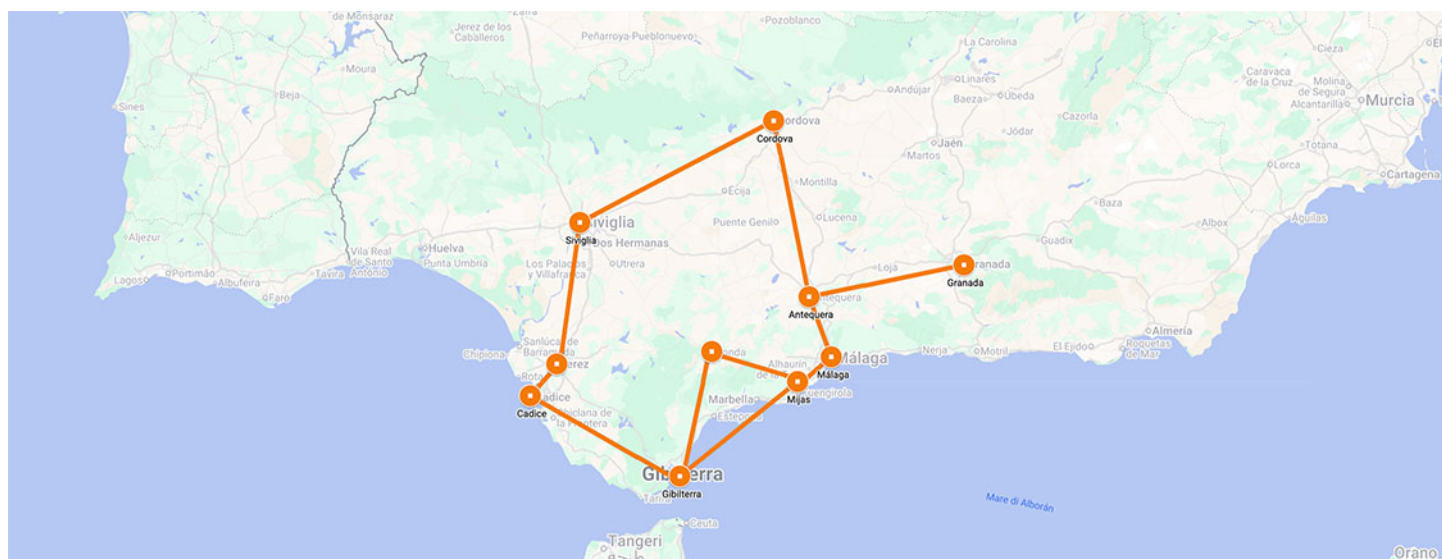 de Monsaraz
Zafra
Pozoblanco
Jerez de los
Caballeros
Peñarroya-Pueblonuevo
La Carolina
Cieza
Moura
Linares
Caravaca
de la Cruz
Molina
de Segura
Beja
Andújar
Baeza
Úbeda
Alcantarilla
Murcia
Sines
Cordova
Cazorla
Jódar
Jaén
Totana
Martos
Lorca
Cartagena
Montilla
Écija
Baza
Siviglia
Siviglia
Puente Genil
Lucena
Albox
Águilas
Aljezur
Huelva
Dos Hermanas
Guadix
Vila Real
de Santo
António
Punta Umbría
Los Palacios
y Villafranca
Utrera
Loja
Granada
Lagos
Portimão
Albufeira
Tavira
Faro
Antequera
Almería
Sanlúcar de
Barrameda
Chipiona
El Ejido
Roquetas
de Mar
Nerja
Motril
Alhaurín
Málaga
Málaga
Rota
Marbella
Mijas
Cadice
Estepona
Gibilterra
Mare di Alborán
Ceuta
Tangeri
Orano